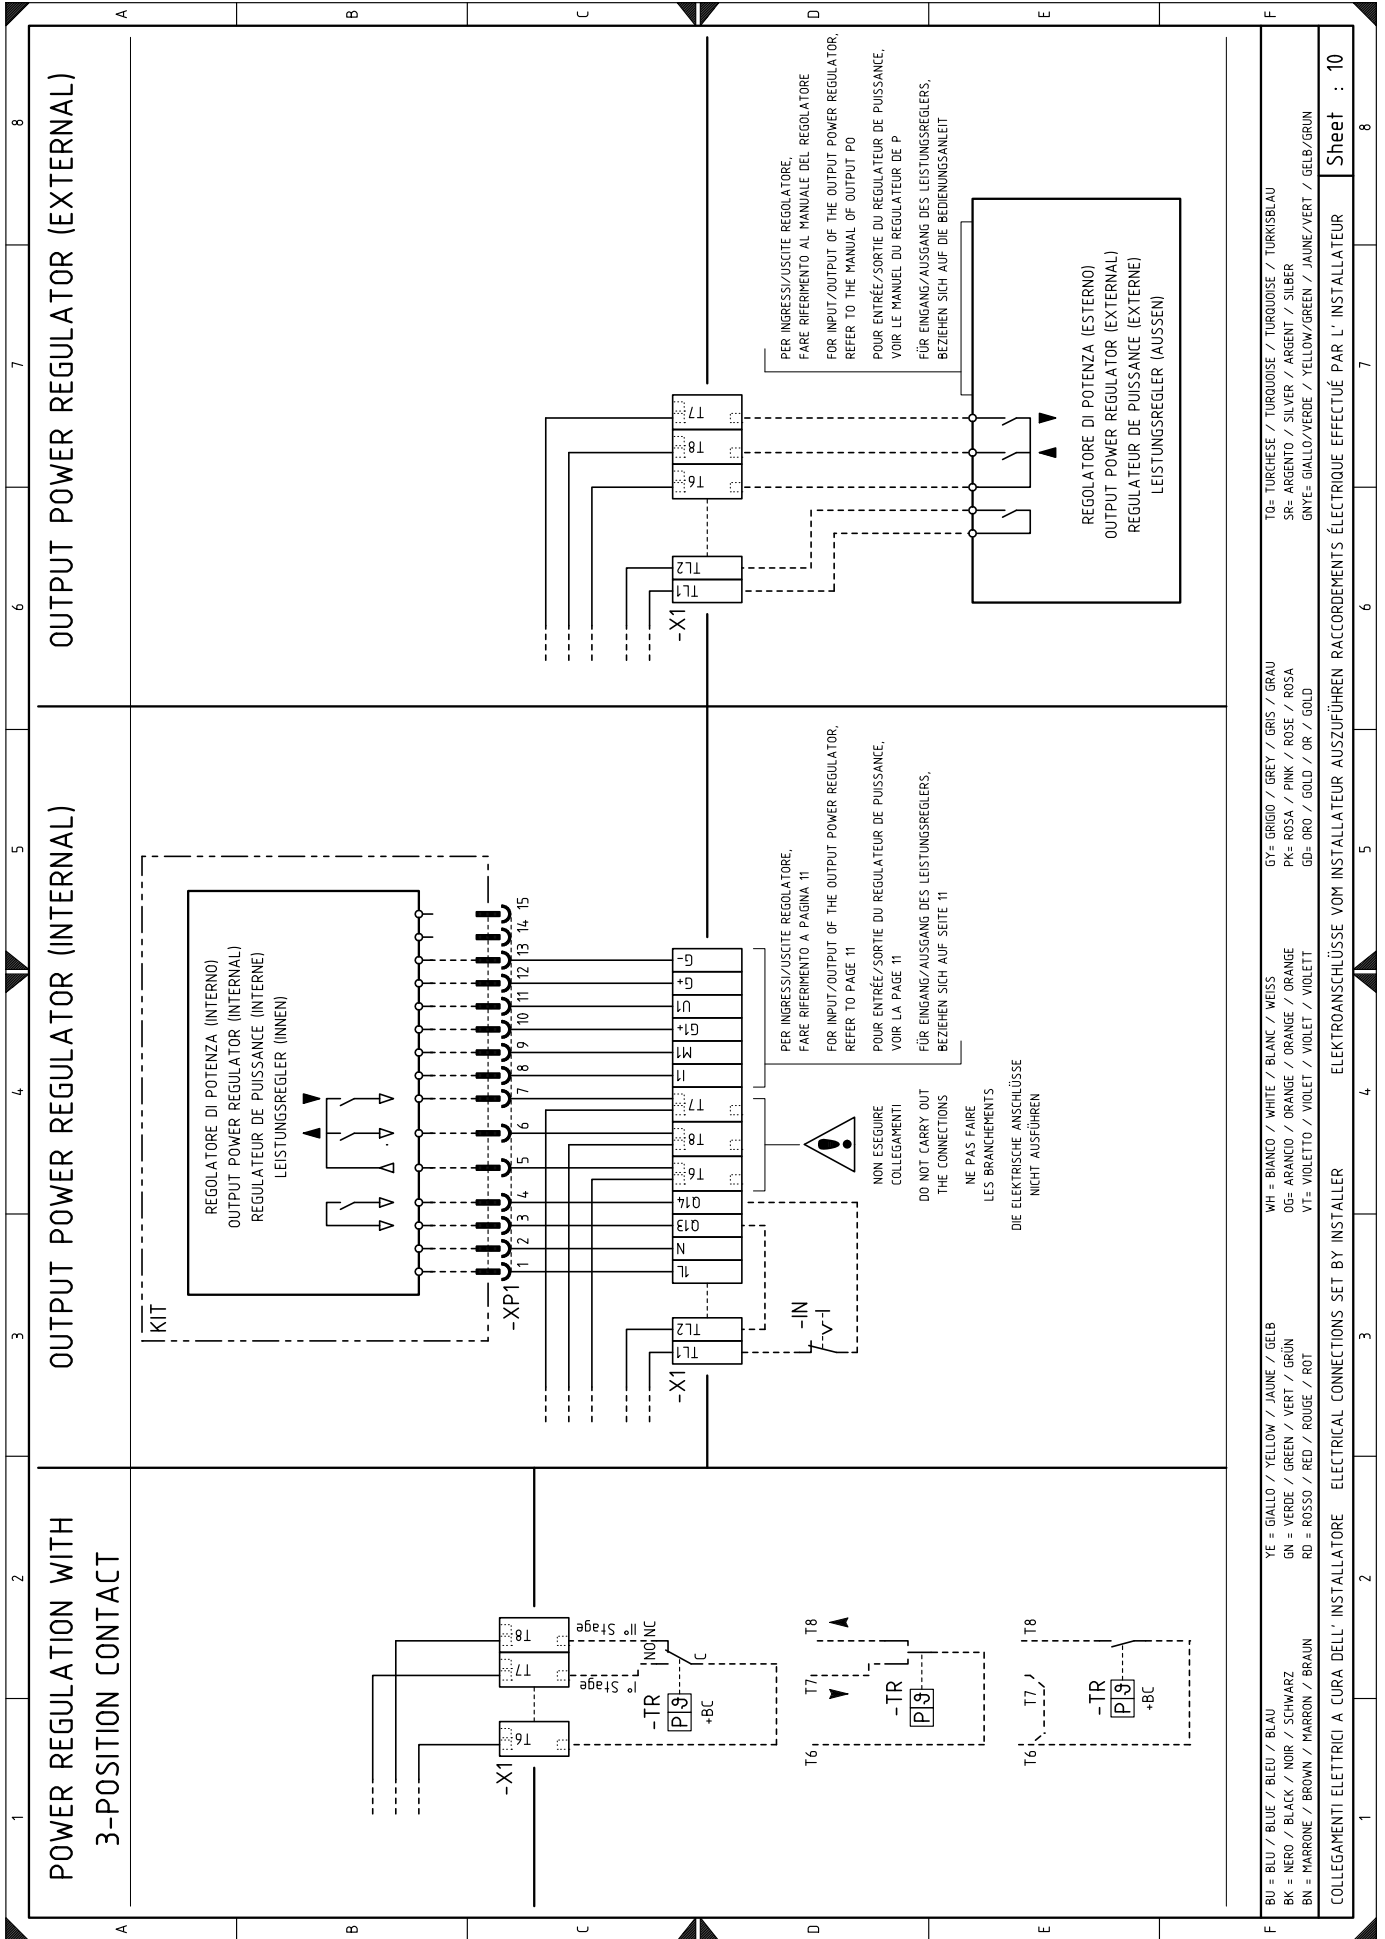 1 2 3 4 5 6 7 8
A
B
C
D
E
F
POWER REGULATION WITH
3-POSITION CONTACT
-X1
T6
T7
T8
I° Stage
II° Stage
NO NC
C
-TR
P ϑ
+BC
T6
T7
T8
-TR
P ϑ
T6
T7
T8
-TR
P ϑ
+BC
OUTPUT POWER REGULATOR (INTERNAL)
KIT
REGOLATORE DI POTENZA (INTERNO)
OUTPUT POWER REGULATOR (INTERNAL)
REGULATEUR DE PUISSANCE (INTERNE)
LEISTUNGSREGLER (INNEN)
-XP1
1 2 3 4 5 6 7 8 9 10 11 12 13 14 15
-X1
TL1 TL2
1L N Q13 Q14 T6 T8 T7 I1 M1 G1+ U1 G+ G-
-IN
NON ESEGUIRE
COLLEGAMENTI
DO NOT CARRY OUT
THE CONNECTIONS
NE PAS FAIRE
LES BRANCHEMENTS
DIE ELEKTRISCHE ANSCHLÜSSE
NICHT AUSFÜHREN
PER INGRESSI/USCITE REGOLATORE,
FARE RIFERIMENTO A PAGINA 11
FOR INPUT/OUTPUT OF THE OUTPUT POWER REGULATOR,
REFER TO PAGE 11
POUR ENTRÉE/SORTIE DU REGULATEUR DE PUISSANCE,
VOIR LA PAGE 11
FÜR EINGANG/AUSGANG DES LEISTUNGSREGLERS,
BEZIEHEN SICH AUF SEITE 11
OUTPUT POWER REGULATOR (EXTERNAL)
-X1
TL1 TL2
T6 T8 T7
PER INGRESSI/USCITE REGOLATORE,
FARE RIFERIMENTO AL MANUALE DEL REGOLATORE
FOR INPUT/OUTPUT OF THE OUTPUT POWER REGULATOR,
REFER TO THE MANUAL OF OUTPUT PO
POUR ENTRÉE/SORTIE DU REGULATEUR DE PUISSANCE,
VOIR LE MANUEL DU REGULATEUR DE P
FÜR EINGANG/AUSGANG DES LEISTUNGSREGLERS,
BEZIEHEN SICH AUF DIE BEDIENUNGSANLEIT
REGOLATORE DI POTENZA (ESTERNO)
OUTPUT POWER REGULATOR (EXTERNAL)
REGULATEUR DE PUISSANCE (EXTERNE)
LEISTUNGSREGLER (AUSSEN)
BU = BLU / BLUE / BLEU / BLAU
BK = NERO / BLACK / NOIR / SCHWARZ
BN = MARRONE / BROWN / MARRON / BRAUN
YE = GIALLO / YELLOW / JAUNE / GELB
GN = VERDE / GREEN / VERT / GRÜN
RD = ROSSO / RED / ROUGE / ROT
WH = BIANCO / WHITE / BLANC / WEISS
OG= ARANCIO / ORANGE / ORANGE / ORANGE
VT= VIOLETTO / VIOLET / VIOLET / VIOLETT
GY= GRIGIO / GREY / GRIS / GRAU
PK= ROSA / PINK / ROSE / ROSA
GD= ORO / GOLD / OR / GOLD
TQ= TURCHESE / TURQUOISE / TURQUOISE / TURKISBLAU
SR= ARGENTO / SILVER / ARGENT / SILBER
GNYE= GIALLO/VERDE / YELLOW/GREEN / JAUNE/VERT / GELB/GRUN
COLLEGAMENTI ELETTRICI A CURA DELL' INSTALLATORE ELECTRICAL CONNECTIONS SET BY INSTALLER ELEKTROANSCHLÜSSE VOM INSTALLATEUR AUSZUFÜHREN RACCORDEMENTS ÉLECTRIQUE EFFECTUÉ PAR L' INSTALLATEUR
Sheet : 10
A
B
C
D
E
F
1 2 3 4 5 6 7 8